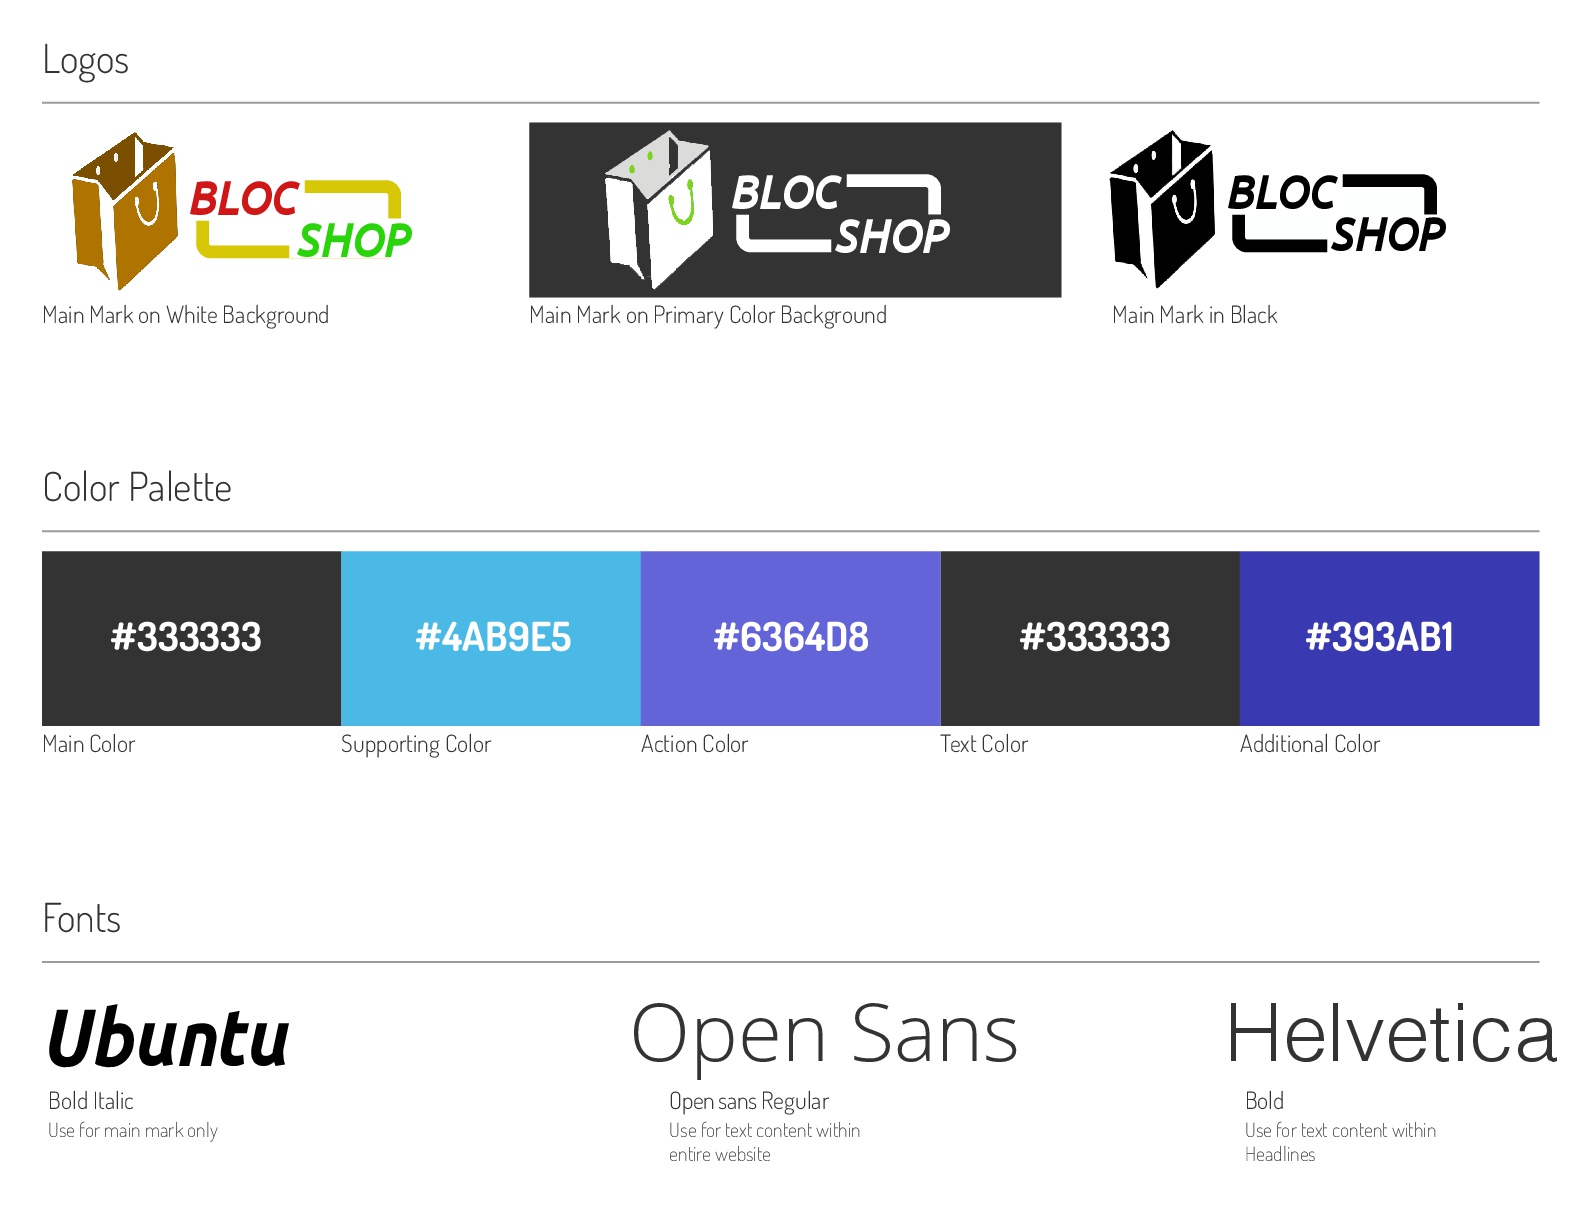 Logos
BLOC
SHOP
BLOC
SHOP
BLOC
SHOP
Main Mark on White Background
Main Mark on Primary Color Background
Main Mark in Black
Color Palette
#333333
#4AB9E5
#6364D8
#333333
#393AB1
Main Color
Supporting Color
Action Color
Text Color
Additional Color
Fonts
Ubuntu
Bold Italic
Use for main mark only
Open Sans
Open sans Regular
Use for text content within
entire website
Helvetica
Bold
Use for text content within
Headlines